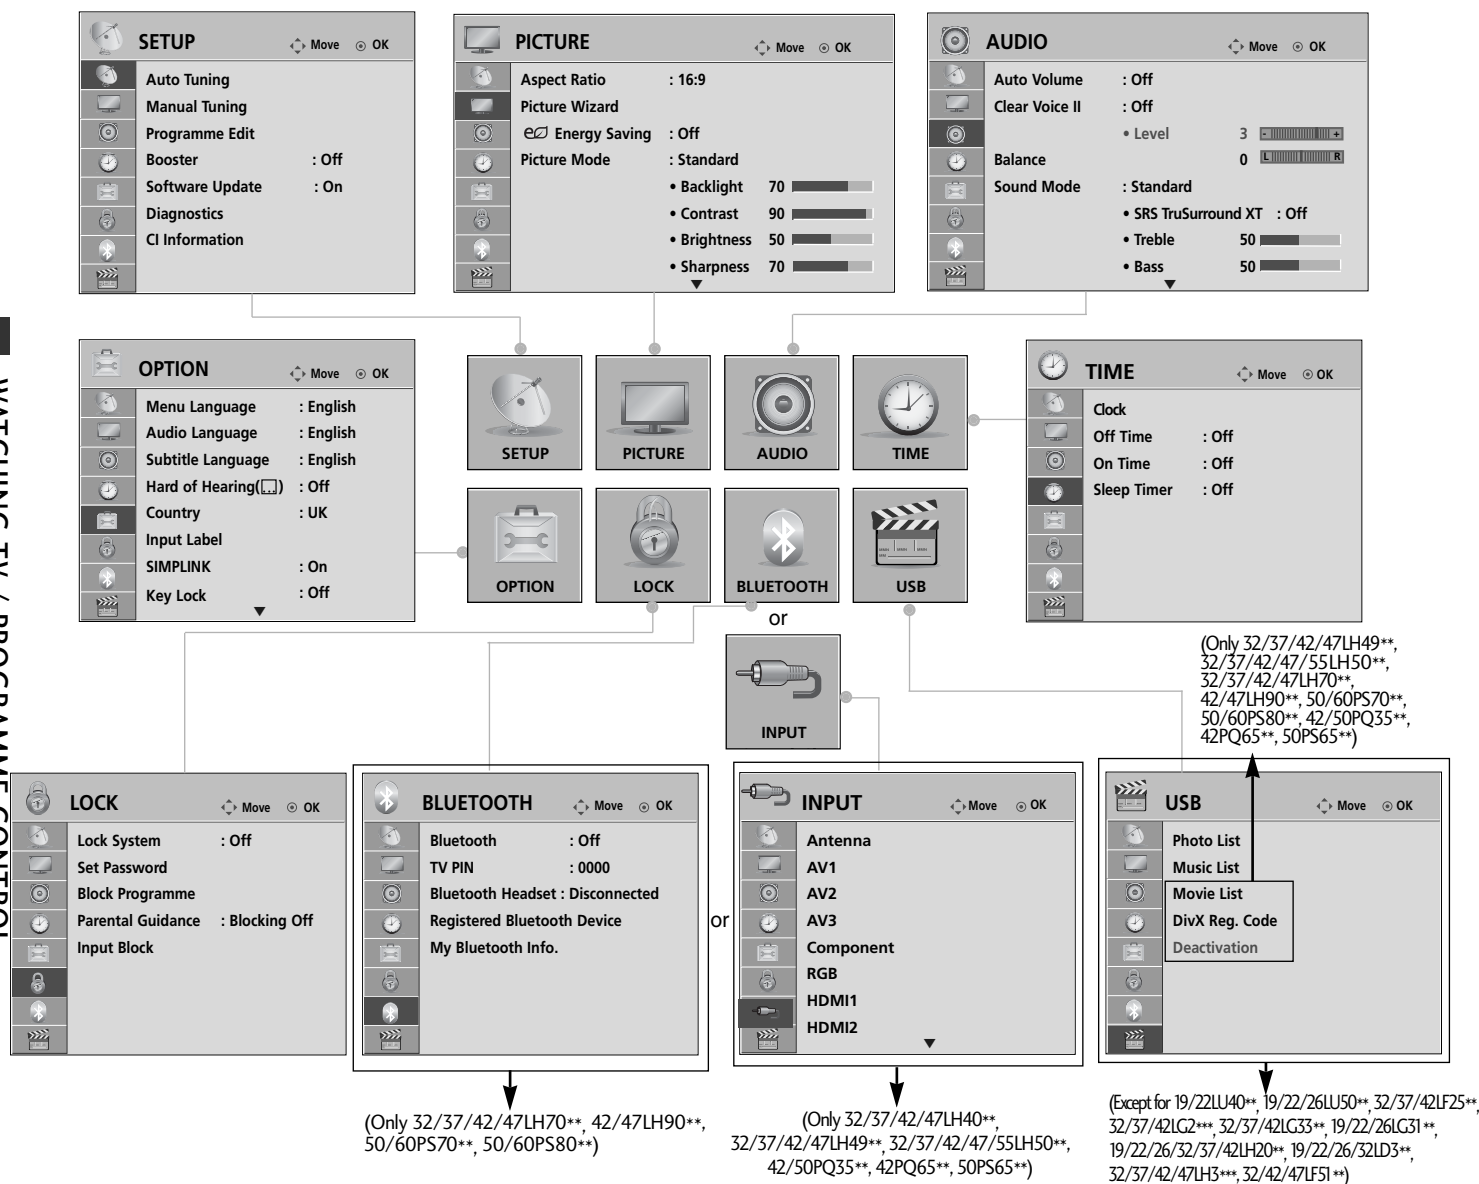 SETUP
Move OK
Auto Tuning
Manual Tuning
Programme Edit
Booster : Off
Software Update : On
Diagnostics
CI Information
PICTURE
Move OK
Aspect Ratio : 16:9
Picture Wizard
Energy Saving : Off
Picture Mode : Standard
• Backlight 70
• Contrast 90
• Brightness 50
• Sharpness 70
AUDIO
Move OK
Auto Volume : Off
Clear Voice II : Off
• Level 3 - +
Balance 0 L R
Sound Mode : Standard
• SRS TruSurround XT : Off
• Treble 50
• Bass 50
OPTION
Move OK
Menu Language : English
Audio Language : English
Subtitle Language : English
Hard of Hearing( ) : Off
Country : UK
Input Label
SIMPLINK : On
Key Lock : Off
SETUP
PICTURE
AUDIO
TIME
OPTION
LOCK
BLUETOOTH
USB
or
INPUT
TIME
Move OK
Clock
Off Time : Off
On Time : Off
Sleep Timer : Off
(Only 32/37/42/47LH49**,
32/37/42/47/55LH50**,
32/37/42/47LH70**,
42/47LH90**, 50/60PS70**,
50/60PS80**, 42/50PQ35**,
42PQ65**, 50PS65**)
WATCHING TV / PROGRAMME CONTROL
LOCK
Move OK
Lock System : Off
Set Password
Block Programme
Parental Guidance : Blocking Off
Input Block
BLUETOOTH
Move OK
Bluetooth : Off
TV PIN : 0000
Bluetooth Headset : Disconnected
Registered Bluetooth Device
My Bluetooth Info.
or
INPUT
Move OK
Antenna
AV1
AV2
AV3
Component
RGB
HDMI1
HDMI2
USB
Move OK
Photo List
Music List
Movie List
DivX Reg. Code
Deactivation
(Only 32/37/42/47LH70**, 42/47LH90**,
50/60PS70**, 50/60PS80**)
(Only 32/37/42/47LH40**,
32/37/42/47LH49**, 32/37/42/47/55LH50**,
42/50PQ35**, 42PQ65**, 50PS65**)
(Except for 19/22LU40**, 19/22/26LU50**, 32/37/42LF25**,
32/37/42LG2***, 32/37/42LG33**, 19/22/26LG31**,
19/22/26/32/37/42LH20**, 19/22/26/32LD3**,
32/37/42/47LH3***, 32/42/47LF51**)